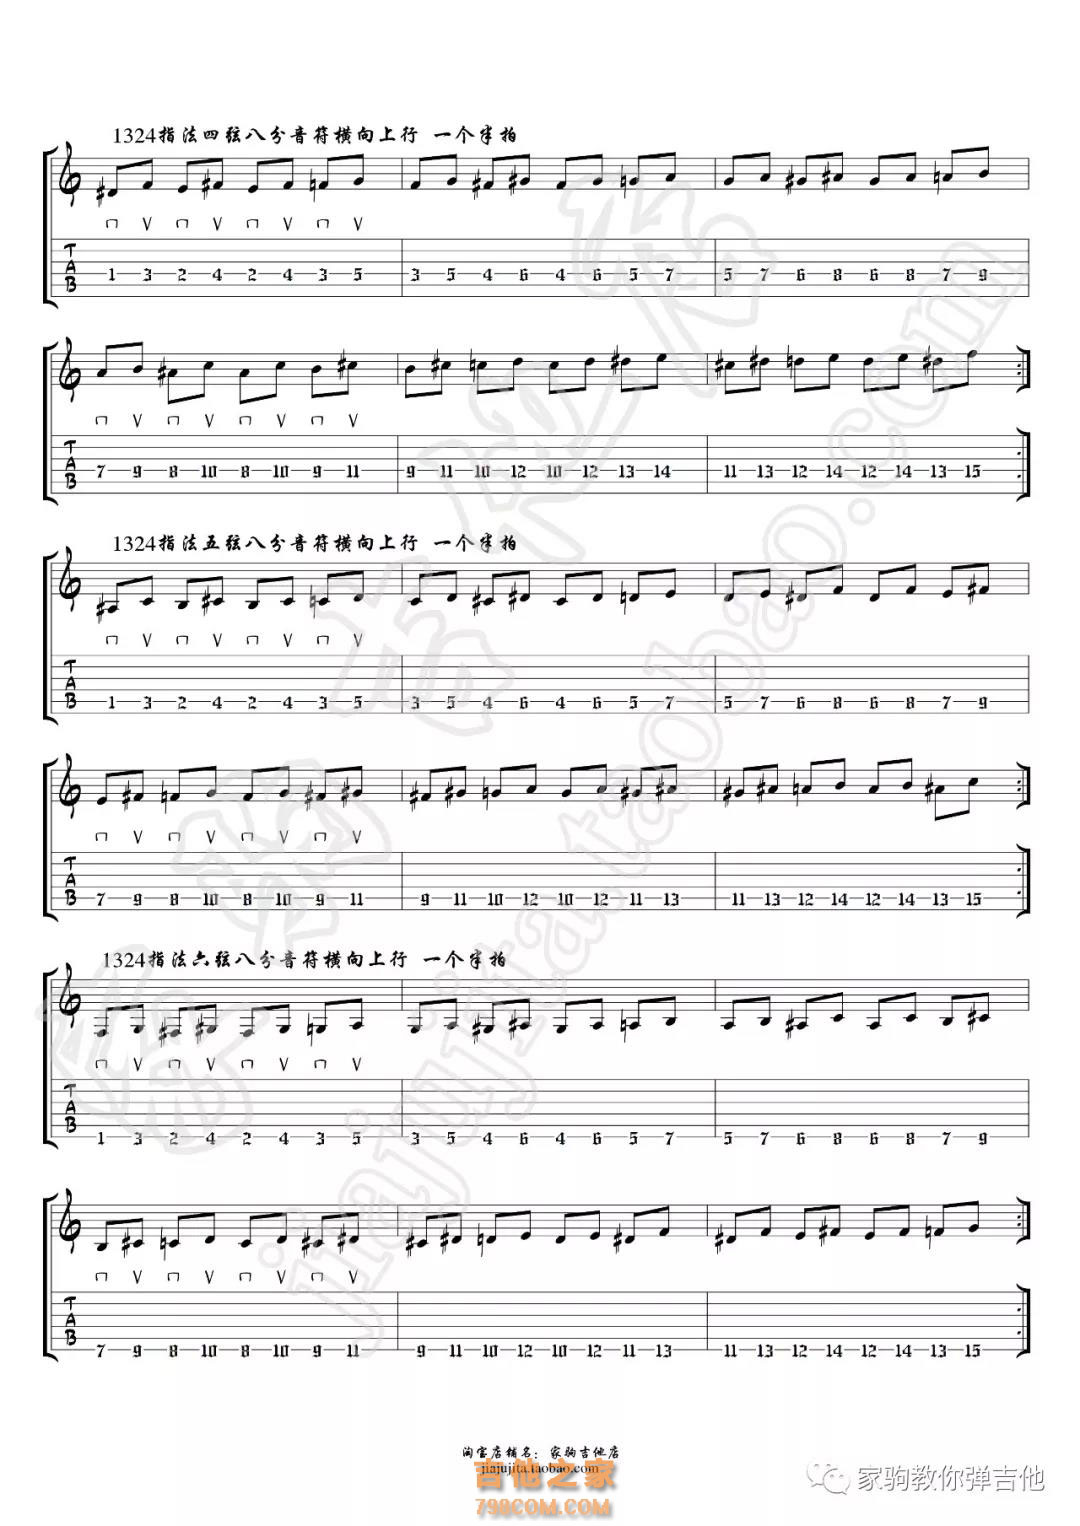 1324指法四弦八分音符横向上行 一个半拍
T A B 1 3 2 4 2 4 3 5 3 5 4 6 4 6 5 7 5 7 6 8 6 8 7 9
T A B 7 9 8 10 8 10 9 11 9 11 10 12 10 12 13 14 11 13 12 14 12 14 13 15
1324指法五弦八分音符横向上行 一个半拍
T A B 1 3 2 4 2 4 3 5 3 5 4 6 4 6 5 7 5 7 6 8 6 8 7 9
T A B 7 9 8 10 8 10 9 11 9 11 10 12 10 12 11 13 11 13 12 14 12 14 13 15
1324指法六弦八分音符横向上行 一个半拍
T A B 1 3 2 4 2 4 3 5 3 5 4 6 4 6 5 7 5 7 6 8 6 8 7 9
T A B 7 9 8 10 8 10 9 11 9 11 10 12 10 12 11 13 11 13 12 14 12 14 13 15
jiajujita.taobao.com
淘宝店铺名：家驹吉他店
jiajujita.taobao.com
吉他之家
798COM.COM
家驹教你弹吉他